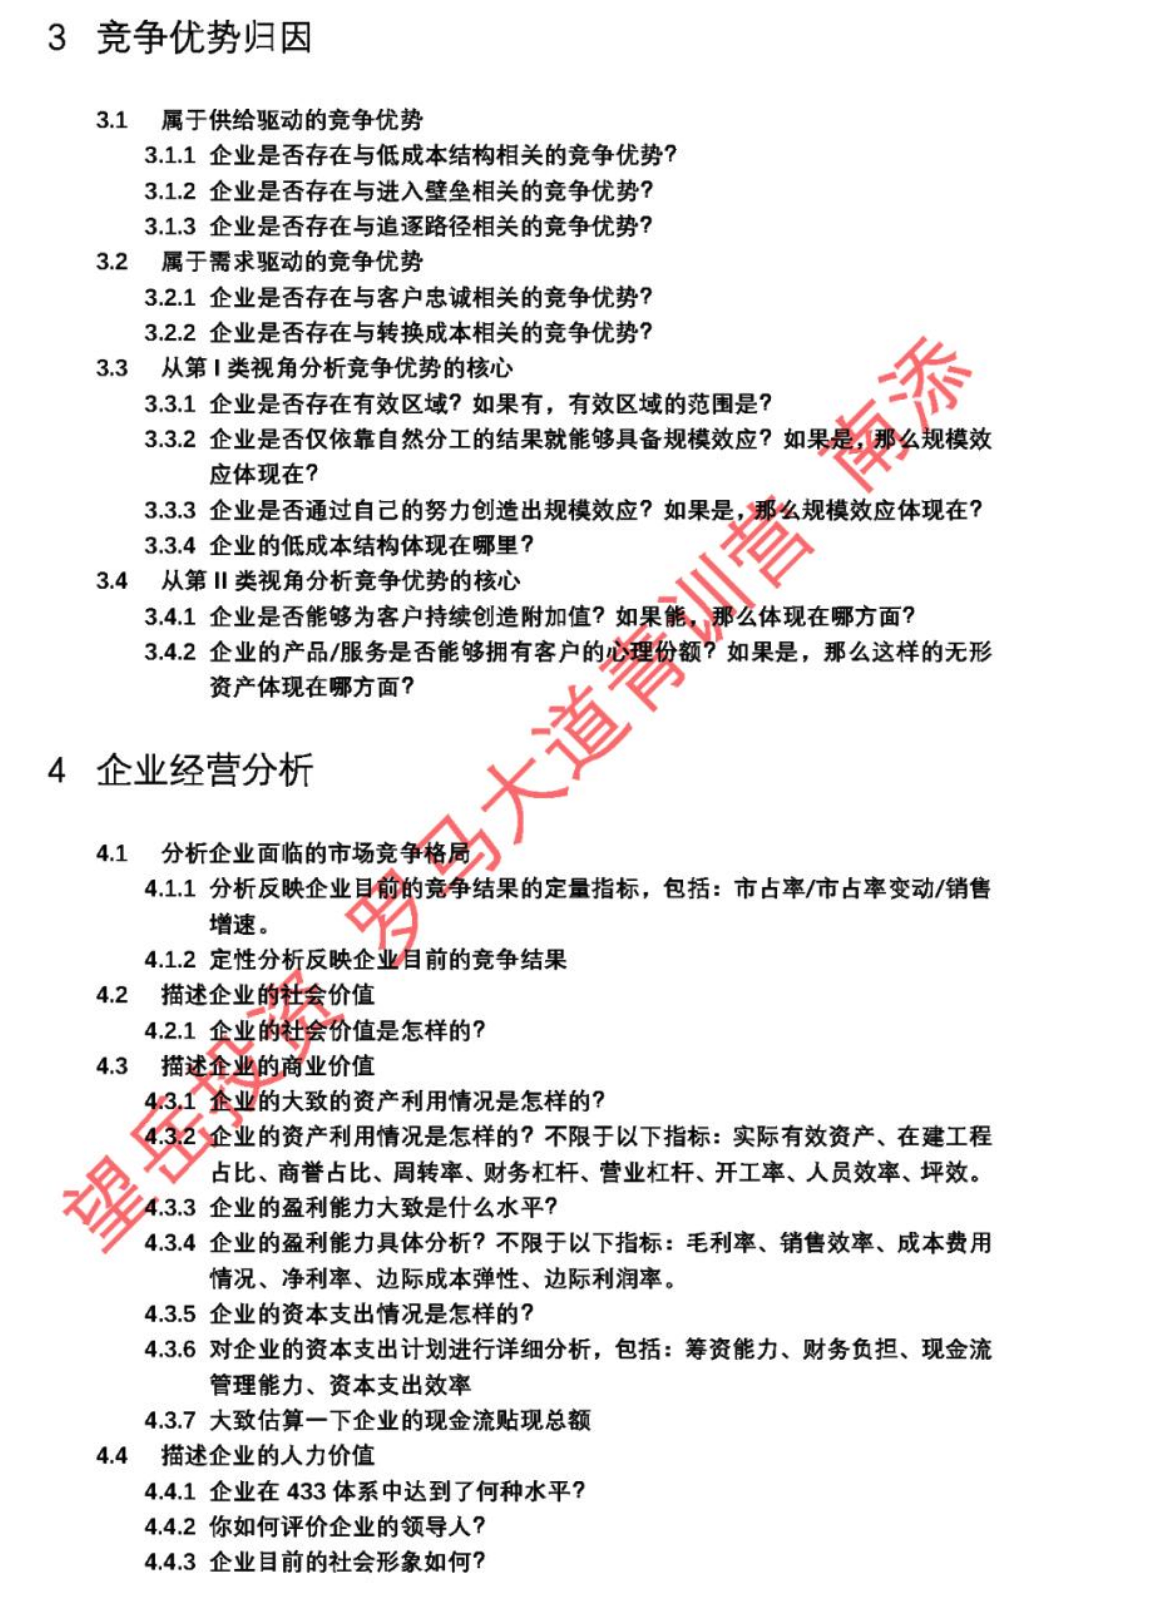 3 竞争优势归因
3.1 属于供给驱动的竞争优势
3.1.1 企业是否存在与低成本结构相关的竞争优势？
3.1.2 企业是否存在与进入壁垒相关的竞争优势？
3.1.3 企业是否存在与追逐路径相关的竞争优势？
3.2 属于需求驱动的竞争优势
3.2.1 企业是否存在与客户忠诚相关的竞争优势？
3.2.2 企业是否存在与转换成本相关的竞争优势？
3.3 从第 I 类视角分析竞争优势的核心
3.3.1 企业是否存在有效区域？如果有，有效区域的范围是？
3.3.2 企业是否仅依靠自然分工的结果就能够具备规模效应？如果是，那么规模效
应体现在？
3.3.3 企业是否通过自己的努力创造出规模效应？如果是，那么规模效应体现在？
3.3.4 企业的低成本结构体现在哪里？
3.4 从第 II 类视角分析竞争优势的核心
3.4.1 企业是否能够为客户持续创造附加值？如果能，那么体现在哪方面？
3.4.2 企业的产品/服务是否能够拥有客户的心理份额？如果是，那么这样的无形
资产体现在哪方面？
4 企业经营分析
4.1 分析企业面临的市场竞争格局
4.1.1 分析反映企业目前的竞争结果的定量指标，包括：市占率/市占率变动/销售
增速。
4.1.2 定性分析反映企业目前的竞争结果
4.2 描述企业的社会价值
4.2.1 企业的社会价值是怎样的？
4.3 描述企业的商业价值
4.3.1 企业的大致的资产利用情况是怎样的？
4.3.2 企业的资产利用情况是怎样的？不限于以下指标：实际有效资产、在建工程
占比、商誉占比、周转率、财务杠杆、营业杠杆、开工率、人员效率、坪效。
4.3.3 企业的盈利能力大致是什么水平？
4.3.4 企业的盈利能力具体分析？不限于以下指标：毛利率、销售效率、成本费用
情况、净利率、边际成本弹性、边际利润率。
4.3.5 企业的资本支出情况是怎样的？
4.3.6 对企业的资本支出计划进行详细分析，包括：筹资能力、财务负担、现金流
管理能力、资本支出效率
4.3.7 大致估算一下企业的现金流贴现总额
4.4 描述企业的人力价值
4.4.1 企业在 433 体系中达到了何种水平？
4.4.2 你如何评价企业的领导人？
4.4.3 企业目前的社会形象如何？
望岳投资 罗马大道青训营 南添